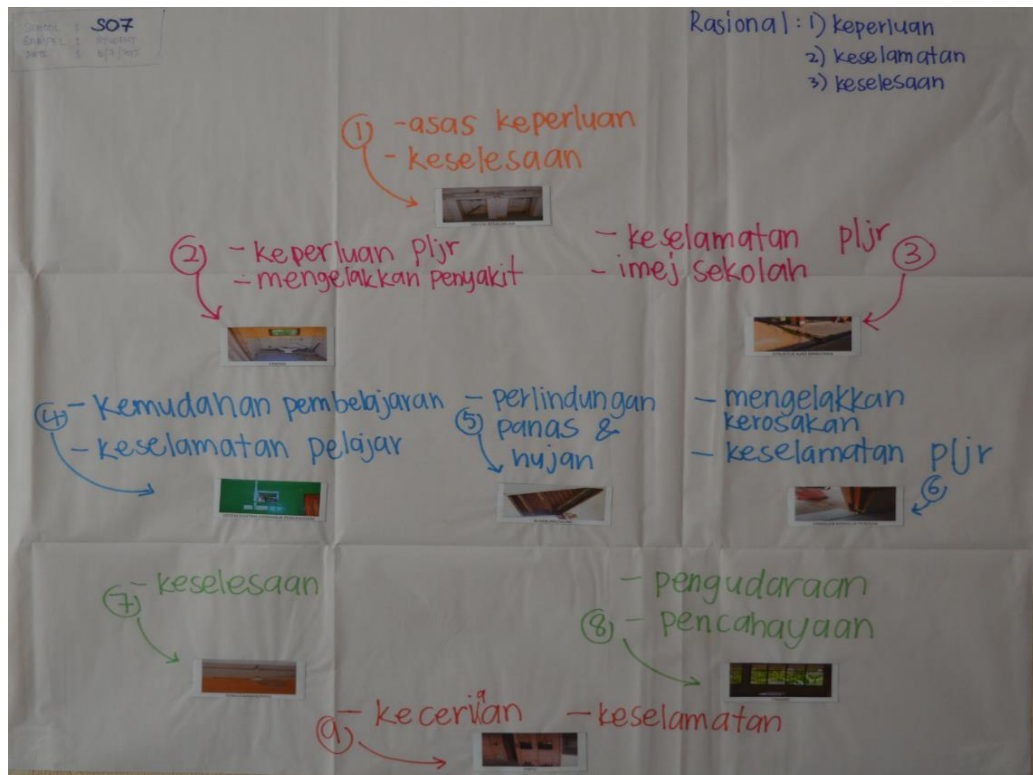 SCHOOL : S07
Rasional : 1) keperluan
2) keselamatan
3) keselesaan
① - asas keperluan
- keselesaan
② - keperluan pljr
- mengelakkan penyakit
- keselamatan pljr ③
- imej sekolah
④ - kemudahan pembelajaran
- keselamatan pelajar
⑤ - perlindungan
panas &
hujan
- mengelakkan
kerosakan
- keselamatan pljr
⑥
⑦ - keselesaan
- pengudaraan
⑧ - pencahayaan
⑨ - keceriaan - keselamatan